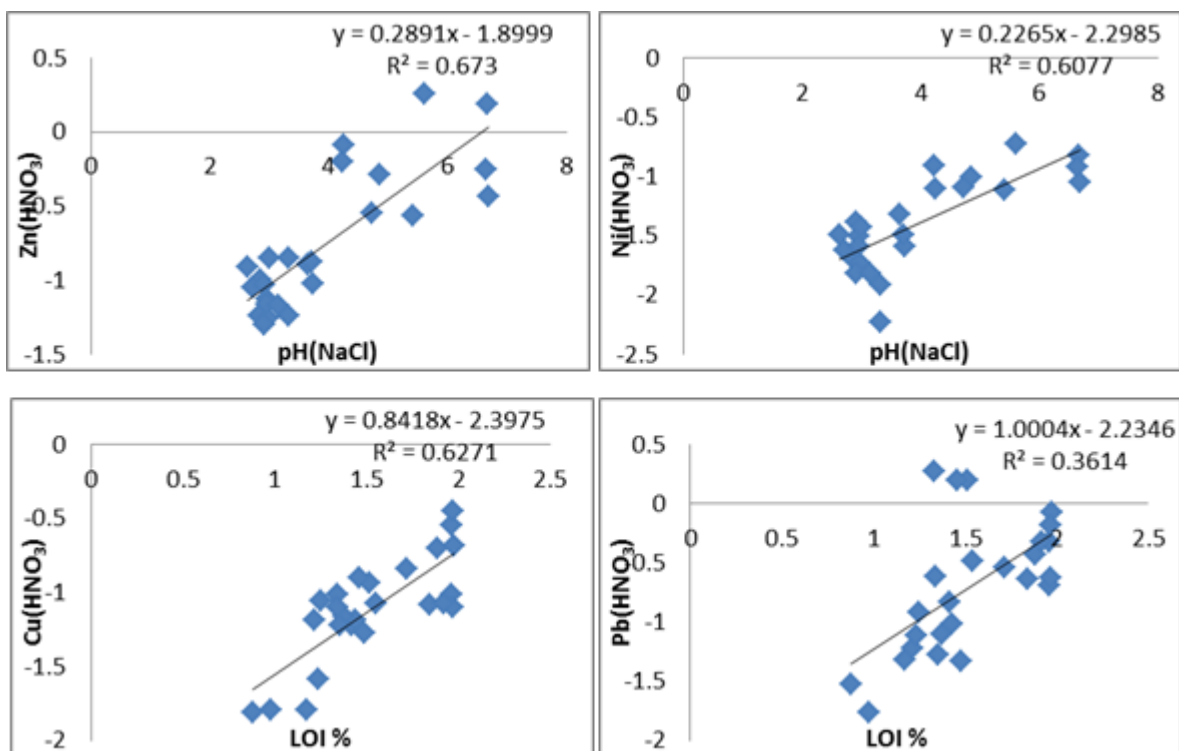 y = 0.2891x - 1.8999
R² = 0.673
0.5
0
-0.5
-1
-1.5
0
2
4
6
8
Zn(HNO₃)
pH(NaCl)
y = 0.2265x - 2.2985
R² = 0.6077
0
-0.5
-1
-1.5
-2
-2.5
0
2
4
6
8
Ni(HNO₃)
pH(NaCl)
y = 0.8418x - 2.3975
R² = 0.6271
0
-0.5
-1
-1.5
-2
0
0.5
1
1.5
2
2.5
Cu(HNO₃)
LOI %
y = 1.0004x - 2.2346
R² = 0.3614
0.5
0
-0.5
-1
-1.5
-2
0
0.5
1
1.5
2
2.5
Pb(HNO₃)
LOI %